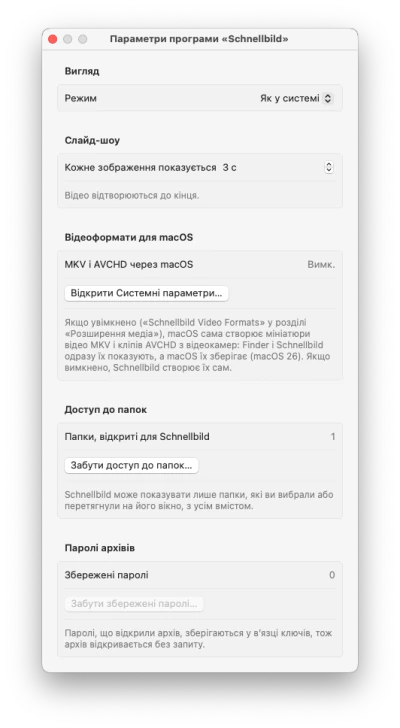 Параметри програми «Schnellbild»
Вигляд
Режим Як у системі
Слайд-шоу
Кожне зображення показується 3 с
Відео відтворюються до кінця.
Відеоформати для macOS
MKV і AVCHD через macOS Вимк.
Відкрити Системні параметри...
Якщо увімкнено («Schnellbild Video Formats» у розділі
«Розширення медіа»), macOS сама створює мініатюри
відео MKV і кліпів AVCHD з відеокамер: Finder і Schnellbild
одразу їх показують, а macOS їх зберігає (macOS 26). Якщо
вимкнено, Schnellbild створює їх сам.
Доступ до папок
Папки, відкриті для Schnellbild 1
Забути доступ до папок...
Schnellbild може показувати лише папки, які ви вибрали або
перетягнули на його вікно, з усім вмістом.
Паролі архівів
Збережені паролі 0
Забути збережені паролі...
Паролі, що відкрили архів, зберігаються у в'язці ключів, тож
архів відкривається без запиту.